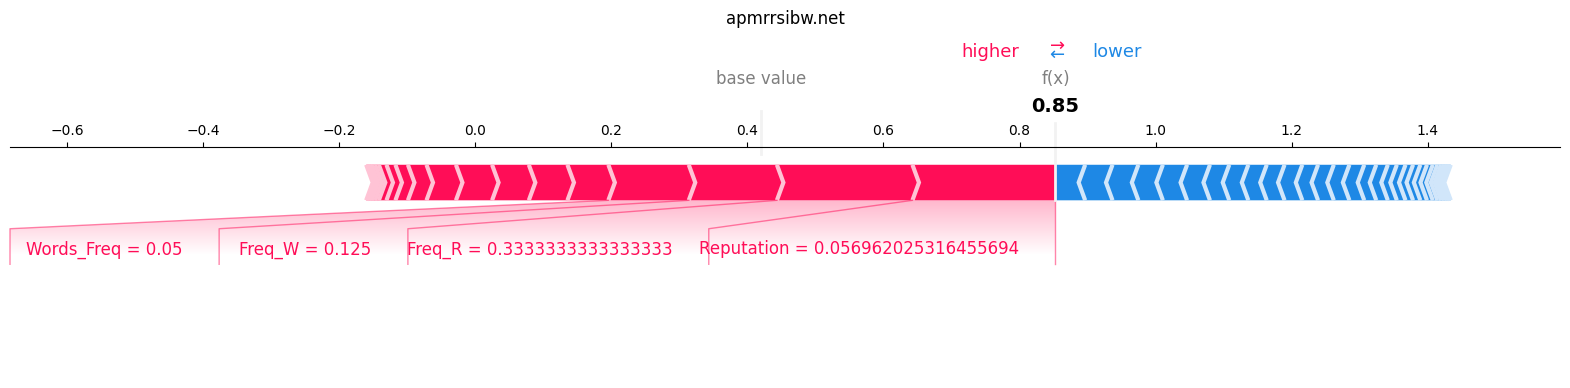 apmrrsibw.net
higher ⇄ lower
base value f(x)
0.85
−0.6 −0.4 −0.2 0.0 0.2 0.4 0.6 0.8 1.0 1.2 1.4
Words_Freq = 0.05 Freq_W = 0.125 Freq_R = 0.3333333333333333 Reputation = 0.056962025316455694